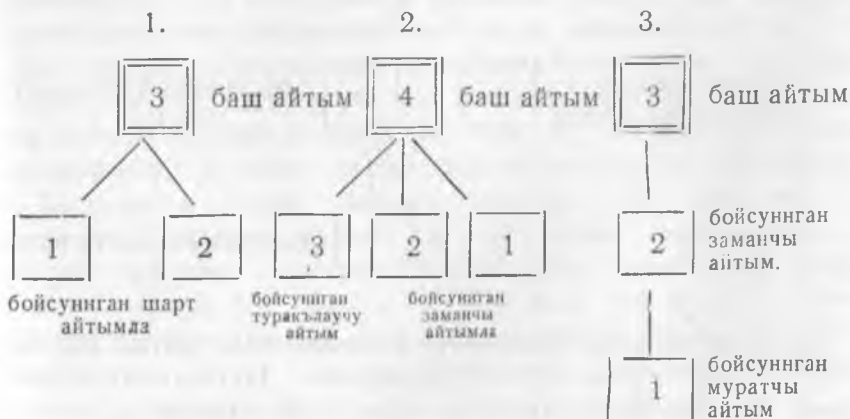 1. 2. 3.
3 баш айтым 4 баш айтым 3 баш айтым
1 2 3 2 1 2
бойсуннган заманчы айтым.
бойсуннган шарт айтымла
бойсуннган туракълаучу айтым
бойсуннган заманчы айтымла
1
бойсуннган муратчы айтым